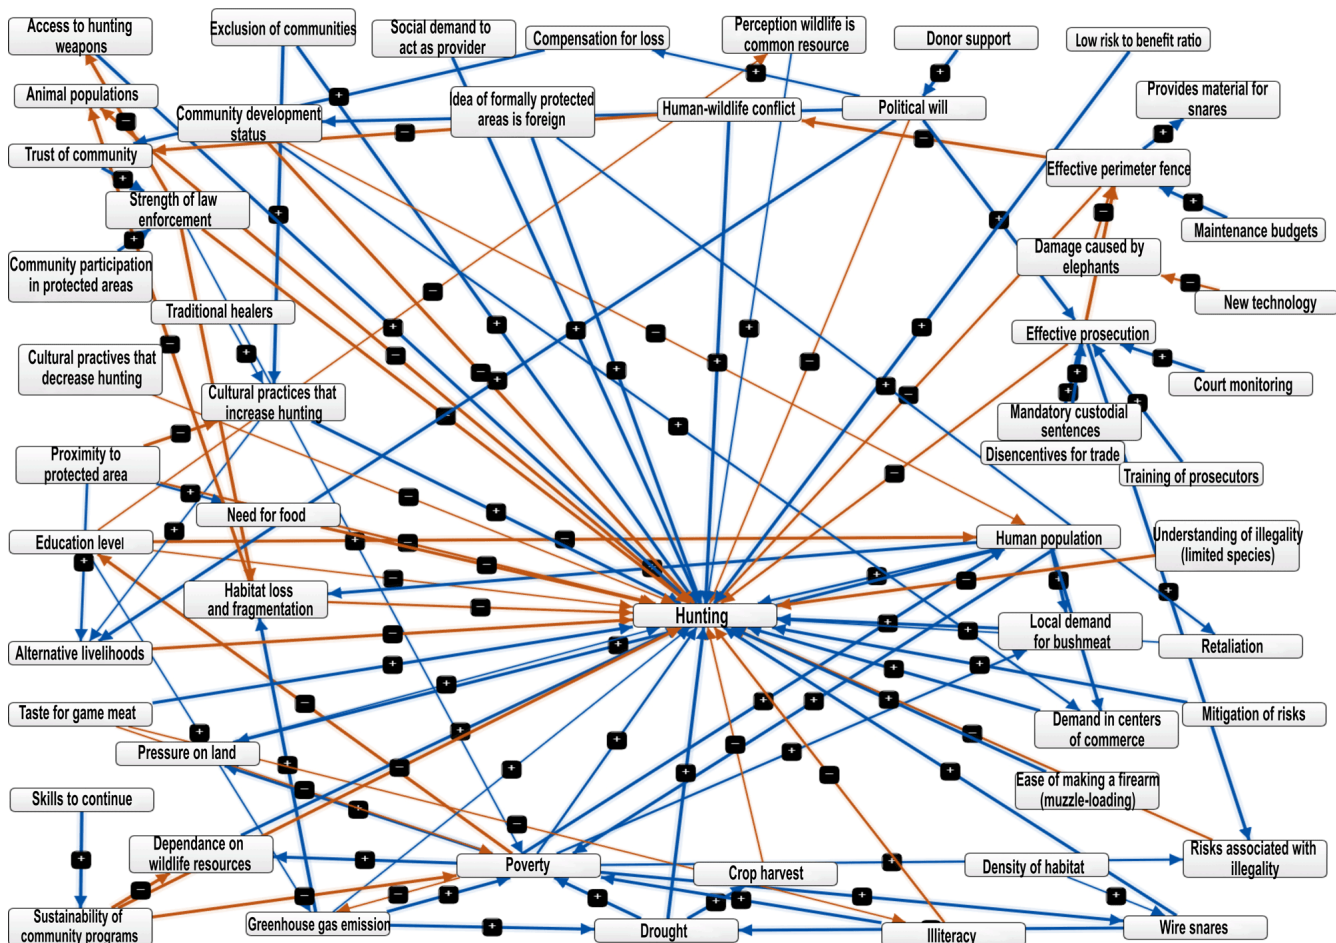 Access to hunting
weapons
Exclusion of communities
Social demand to
act as provider
Compensation for loss
Perception wildlife is
common resource
Donor support
Low risk to benefit ratio
Animal populations
Community development
status
Idea of formally protected
areas is foreign
Human-wildlife conflict
Political will
Provides material for
snares
Trust of community
Effective perimeter fence
Strength of law
enforcement
Maintenance budgets
Community participation
in protected areas
Damage caused by
elephants
Traditional healers
New technology
Effective prosecution
Cultural practices that
decrease hunting
Cultural practices that
increase hunting
Court monitoring
Mandatory custodial
sentences
Disencentives for trade
Proximity to
protected area
Training of prosecutors
Need for food
Education level
Human population
Understanding of illegality
(limited species)
Habitat loss
and fragmentation
Hunting
Local demand
for bushmeat
Retaliation
Alternative livelihoods
Taste for game meat
Demand in centers
of commerce
Mitigation of risks
Pressure on land
Ease of making a firearm
(muzzle-loading)
Skills to continue
Dependance on
wildlife resources
Poverty
Crop harvest
Density of habitat
Risks associated with
illegality
Sustainability of
community programs
Greenhouse gas emission
Drought
Illiteracy
Wire snares